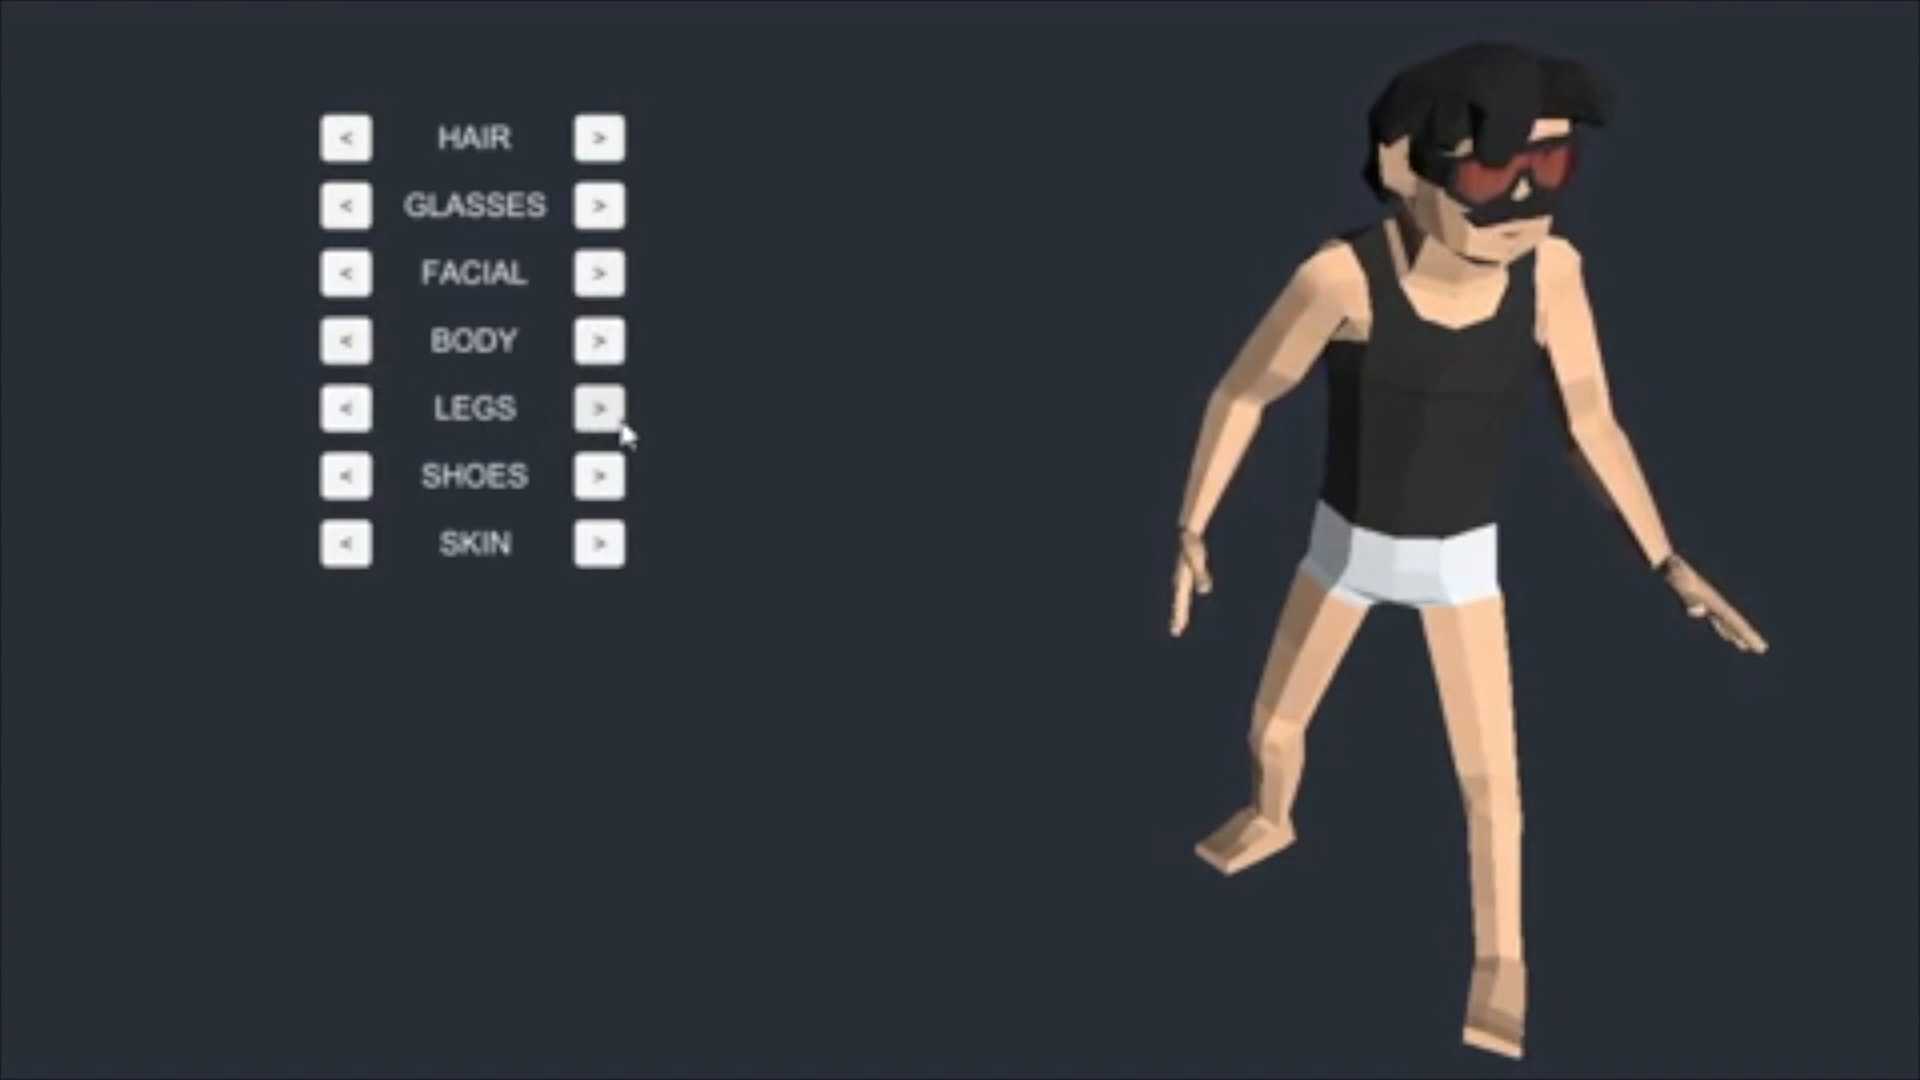 < HAIR >
< GLASSES >
< FACIAL >
< BODY >
< LEGS >
< SHOES >
< SKIN >